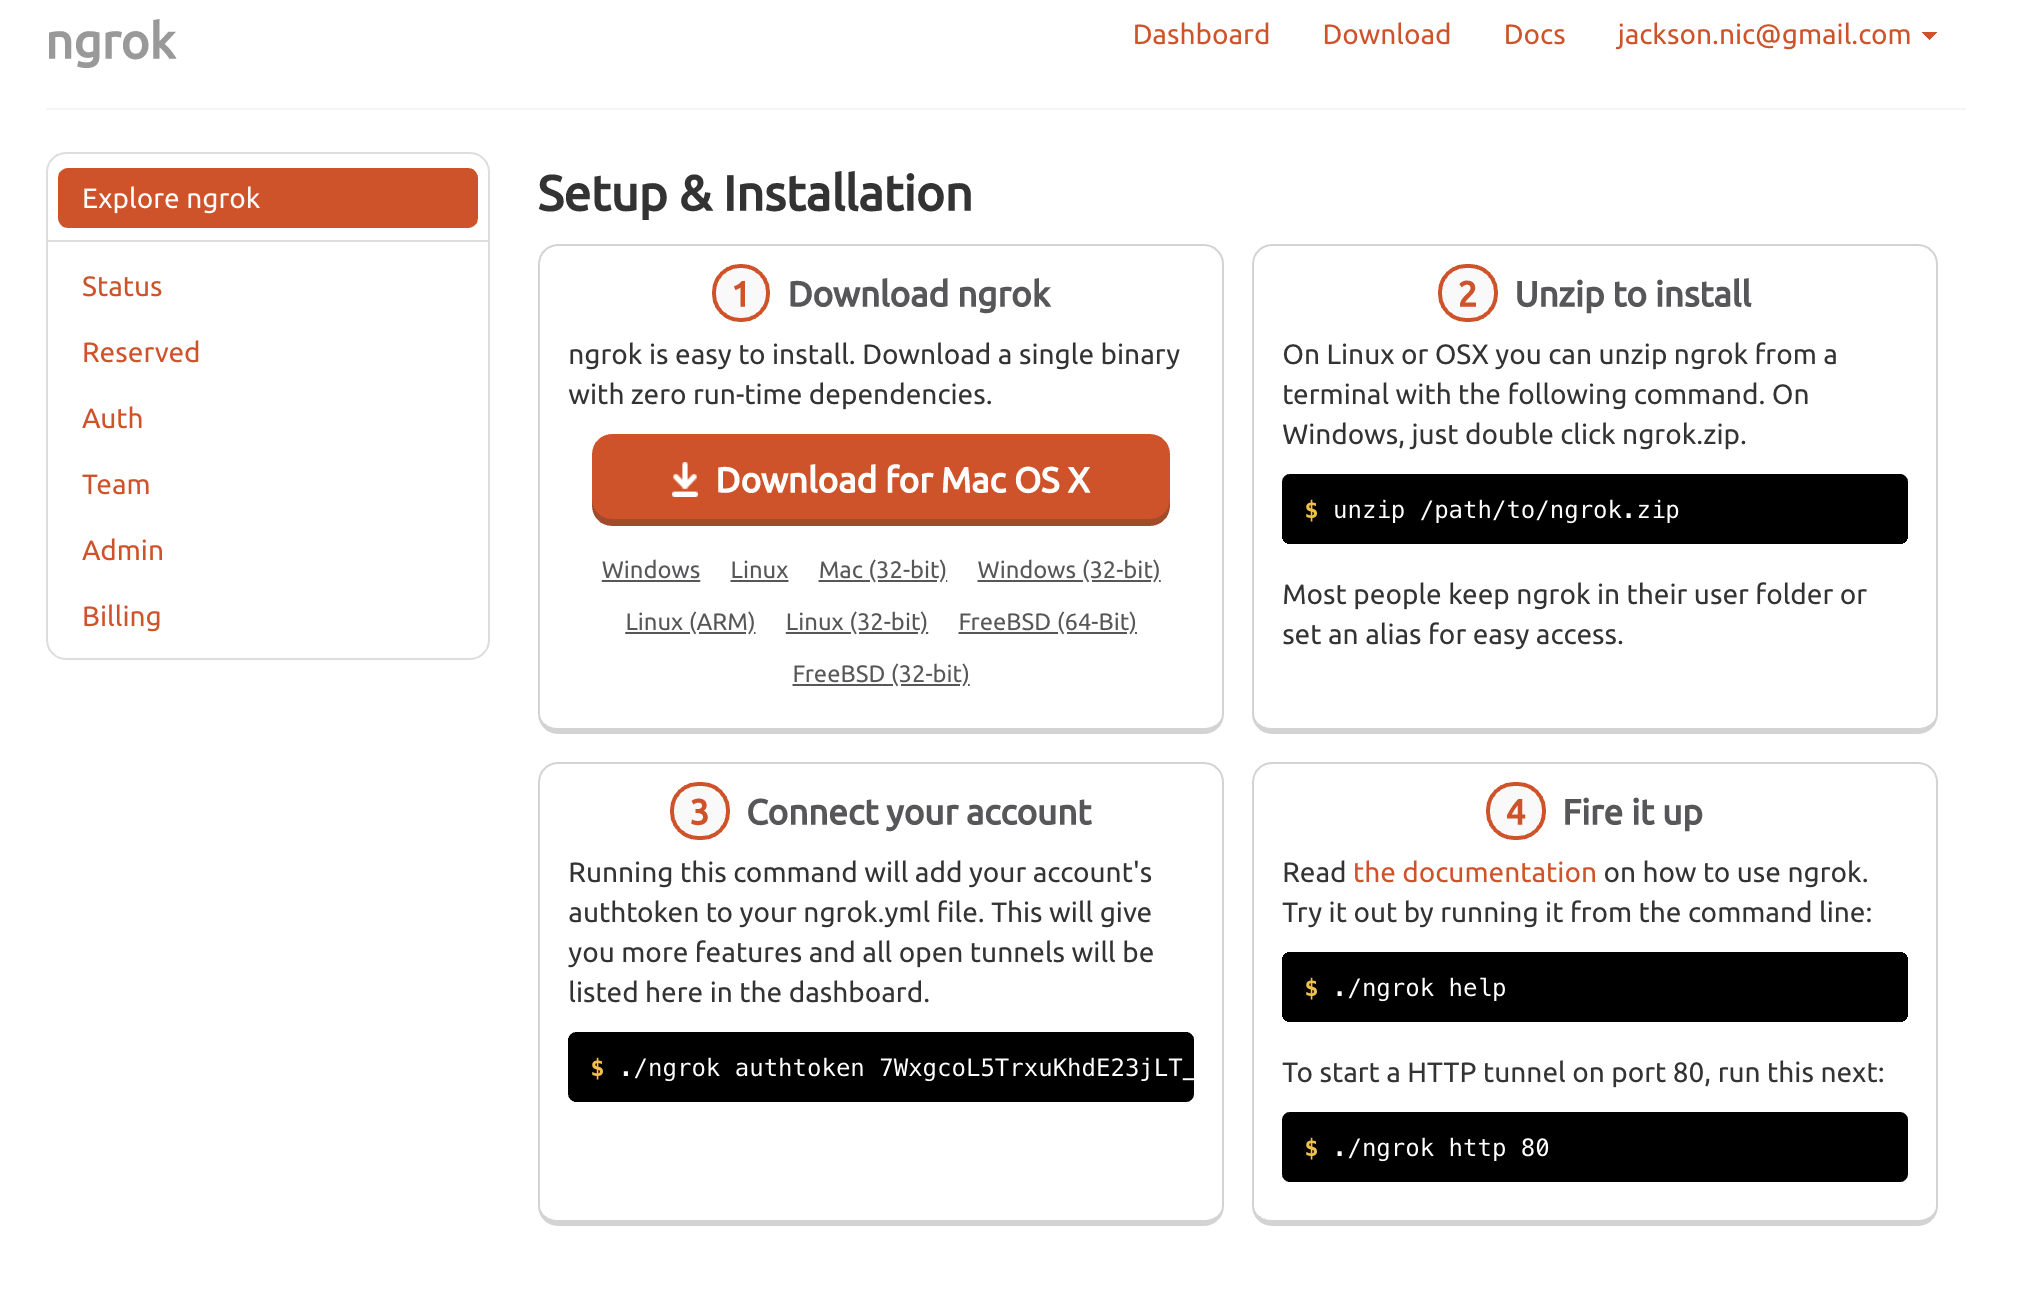 ngrok
Dashboard Download Docs jackson.nic@gmail.com
Explore ngrok
Status
Reserved
Auth
Team
Admin
Billing
Setup & Installation
1 Download ngrok
ngrok is easy to install. Download a single binary
with zero run-time dependencies.
Download for Mac OS X
Windows Linux Mac (32-bit) Windows (32-bit)
Linux (ARM) Linux (32-bit) FreeBSD (64-Bit)
FreeBSD (32-bit)
2 Unzip to install
On Linux or OSX you can unzip ngrok from a
terminal with the following command. On
Windows, just double click ngrok.zip.
$ unzip /path/to/ngrok.zip
Most people keep ngrok in their user folder or
set an alias for easy access.
3 Connect your account
Running this command will add your account's
authtoken to your ngrok.yml file. This will give
you more features and all open tunnels will be
listed here in the dashboard.
$ ./ngrok authtoken 7WxgcoL5TrxuKhdE23jLT_
4 Fire it up
Read the documentation on how to use ngrok.
Try it out by running it from the command line:
$ ./ngrok help
To start a HTTP tunnel on port 80, run this next:
$ ./ngrok http 80